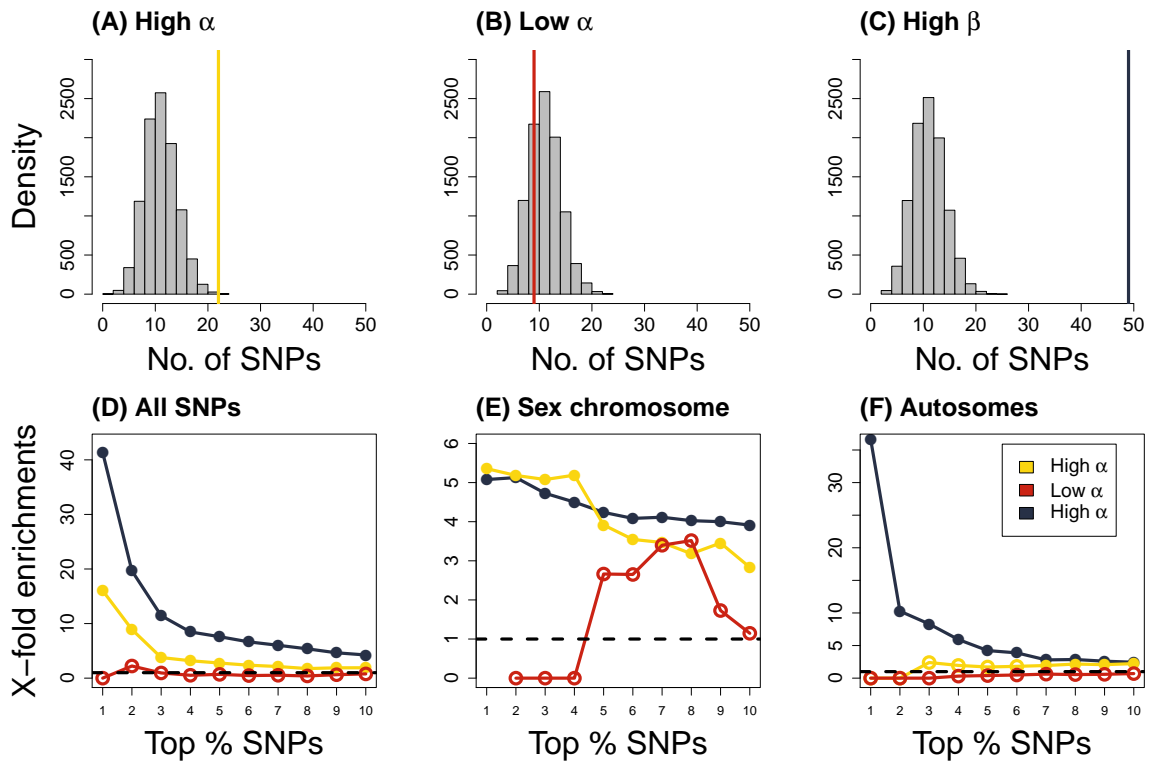 (A) High α
(B) Low α
(C) High β
Density
0
500
1500
2500
0 10 20 30 40 50
No. of SNPs
0
500
1500
2500
0 10 20 30 40 50
No. of SNPs
0
500
1500
2500
0 10 20 30 40 50
No. of SNPs
(D) All SNPs
(E) Sex chromosome
(F) Autosomes
X−fold enrichments
0
10
20
30
40
1 2 3 4 5 6 7 8 9 10
Top % SNPs
0
1
2
3
4
5
6
1 2 3 4 5 6 7 8 9 10
Top % SNPs
0
5
10
20
30
1 2 3 4 5 6 7 8 9 10
Top % SNPs
High α
Low α
High α